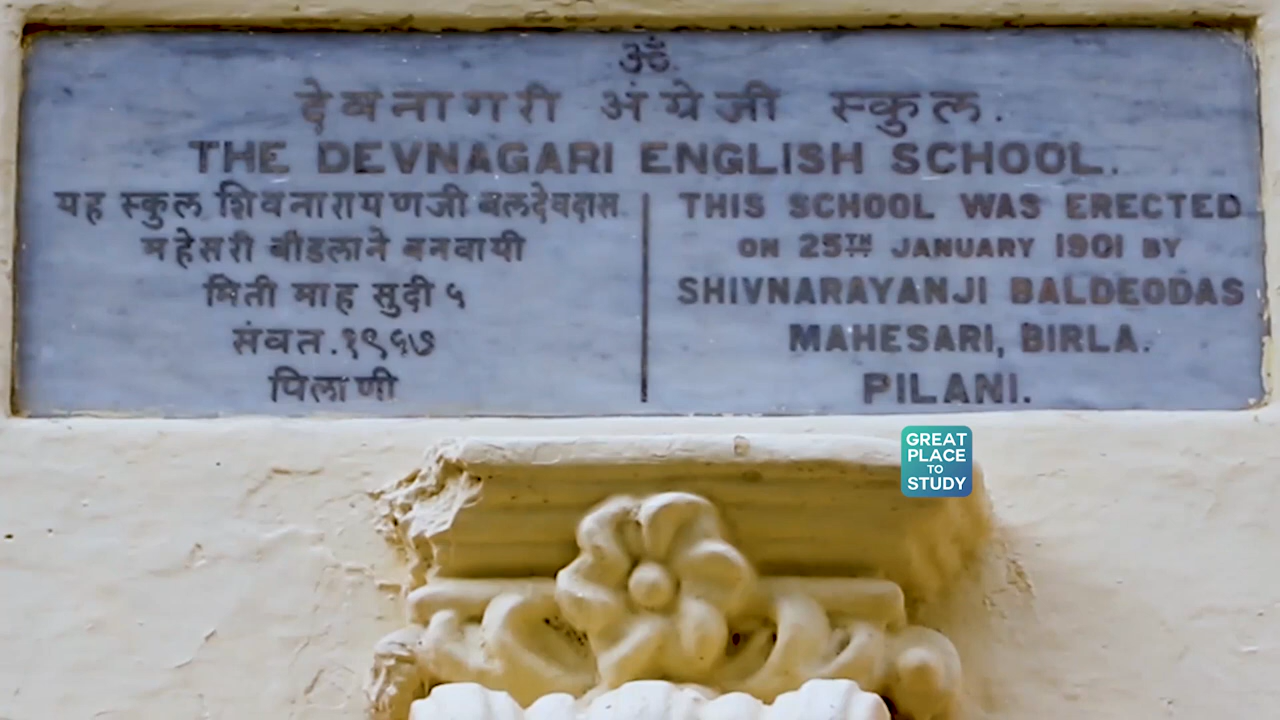 ॐ
देवनागरी अंग्रेजी स्कुल.
THE DEVNAGARI ENGLISH SCHOOL.
यह स्कुल शिवनारायणजी बलदेवदास
महेसरी बीडलाने बनवायी
मिती माह सुदी ५
संवत.१९५७
पिलाणी
THIS SCHOOL WAS ERECTED
ON 25TH JANUARY 1901 BY
SHIVNARAYANJI BALDEODAS
MAHESARI, BIRLA.
PILANI.
GREAT
PLACE
TO
STUDY